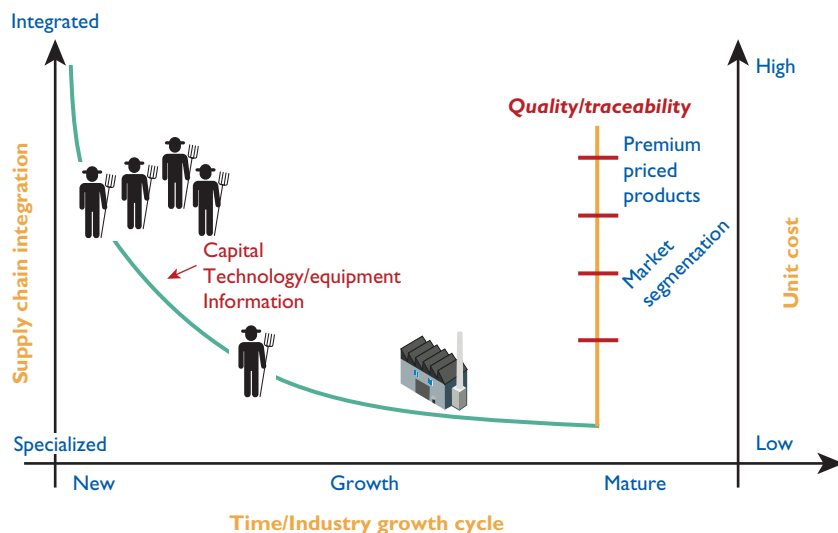 Integrated
High
Quality/traceability
Premium
priced
products
Supply chain integration
Capital
Technology/equipment
Information
Market
segmentation
Unit cost
Specialized
Low
New
Growth
Mature
Time/Industry growth cycle